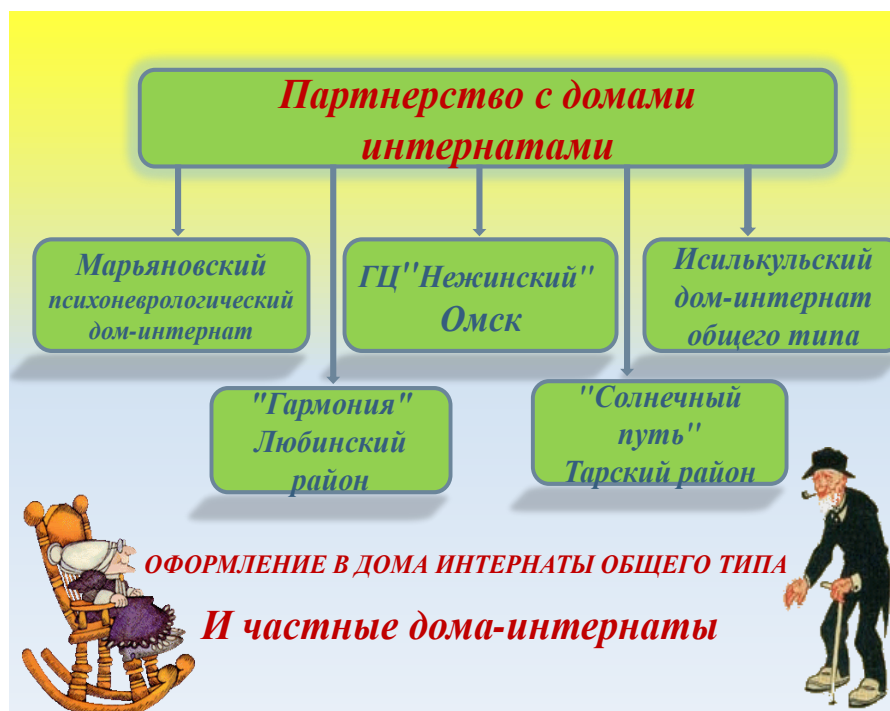 Партнерство с домами
интернатами
Марьяновский
психоневрологический
дом-интернат
ГЦ"Нежинский"
Омск
Исилькульский
дом-интернат
общего типа
"Гармония"
Любинский
район
"Солнечный
путь"
Тарский район
ОФОРМЛЕНИЕ В ДОМА ИНТЕРНАТЫ ОБЩЕГО ТИПА
И частные дома-интернаты